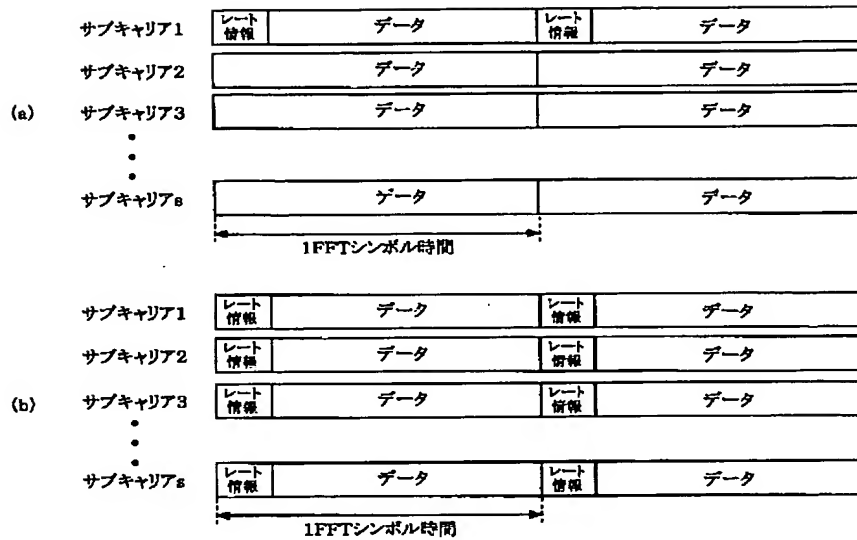 サブキャリア1 レート情報 データ レート情報 データ
サブキャリア2 データ データ
(a) サブキャリア3 データ データ
サブキャリアs データ データ
1FFTシンボル時間
サブキャリア1 レート情報 データ レート情報 データ
サブキャリア2 レート情報 データ レート情報 データ
(b) サブキャリア3 レート情報 データ レート情報 データ
サブキャリアs レート情報 データ レート情報 データ
1FFTシンボル時間